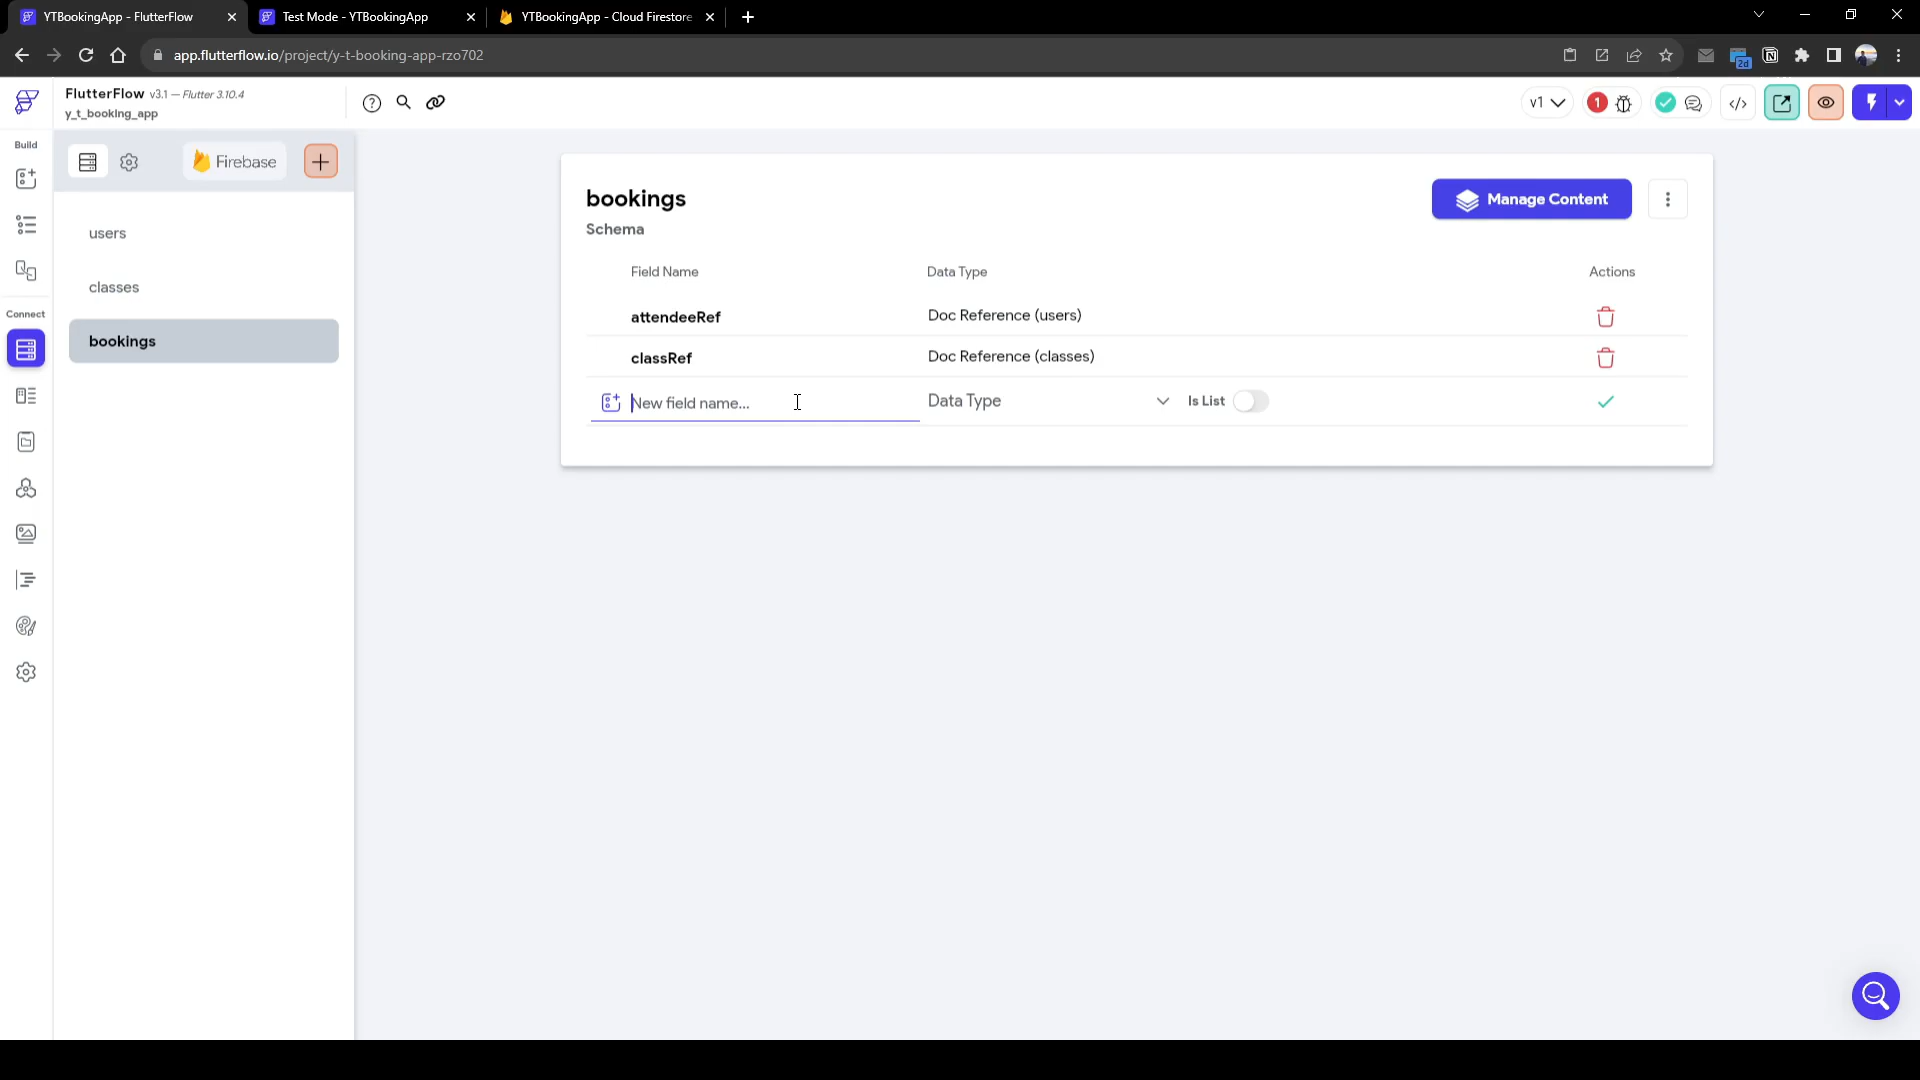 YTBookingApp - FlutterFlow
Test Mode - YTBookingApp
YTBookingApp - Cloud Firestore
app.flutterflow.io/project/y-t-booking-app-rzo702
2d
FlutterFlow v3.1 — Flutter 3.10.4
y_t_booking_app
v1
1
Build
Firebase
users
classes
Connect
bookings
bookings
Manage Content
Schema
Field Name Data Type Actions
attendeeRef Doc Reference (users)
classRef Doc Reference (classes)
New field name... Data Type Is List